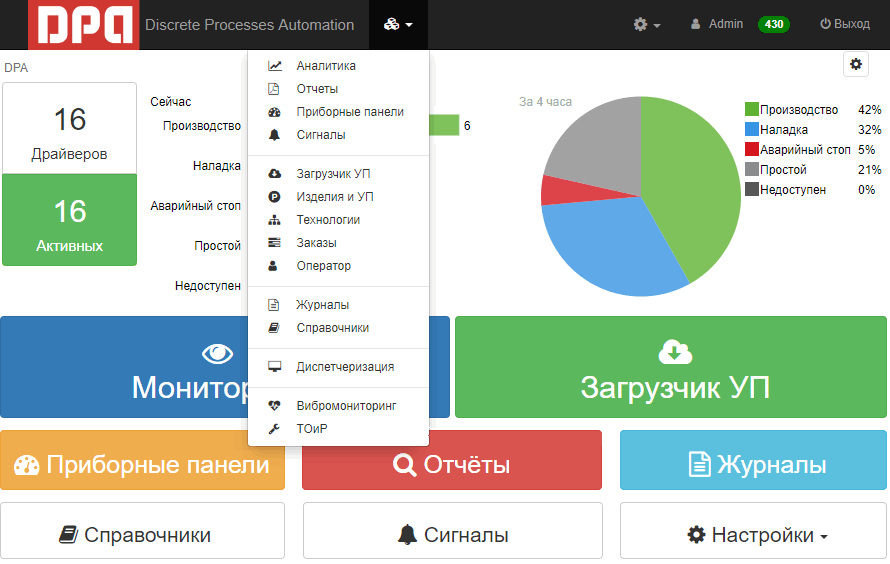 DPA Discrete Processes Automation Admin 430 Выход
DPA
16
Драйверов
16
Активных
Сейчас
Производство 6
Наладка
Аварийный стоп
Простой
Недоступен
Аналитика
Отчеты
Приборные панели
Сигналы
Загрузчик УП
Изделия и УП
Технологии
Заказы
Оператор
Журналы
Справочники
Диспетчеризация
Вибромониторинг
ТОиР
За 4 часа
Производство 42%
Наладка 32%
Аварийный стоп 5%
Простой 21%
Недоступен 0%
Монитор
Загрузчик УП
Приборные панели
Отчёты
Журналы
Справочники
Сигналы
Настройки